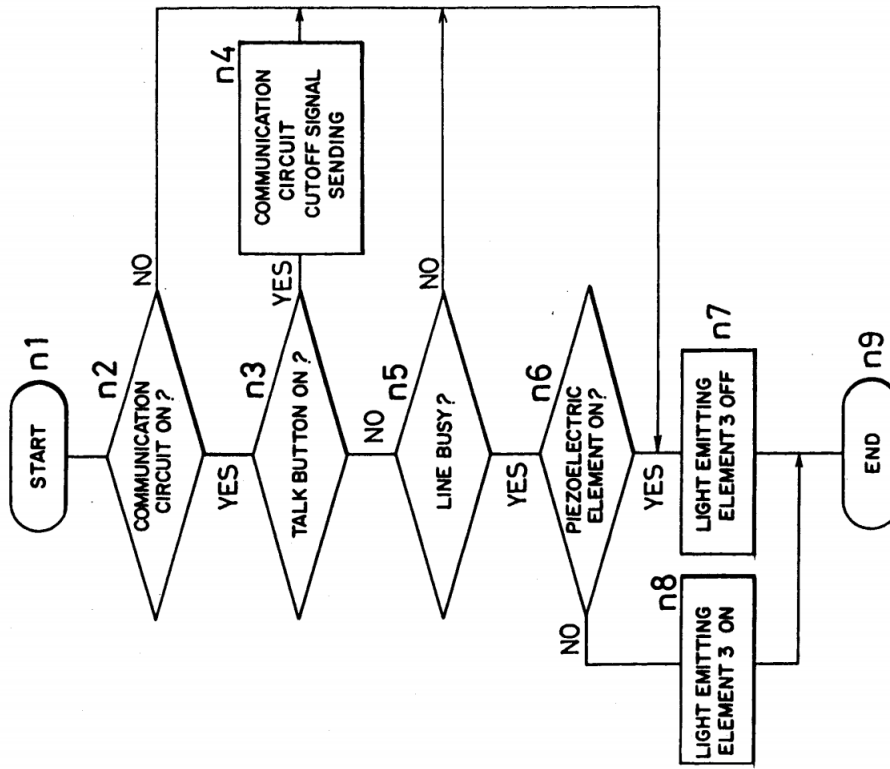 START
n1
COMMUNICATION
CIRCUIT ON ?
n2
NO
YES
TALK BUTTON ON ?
n3
YES
COMMUNICATION
CIRCUIT
CUTOFF SIGNAL
SENDING
n4
NO
LINE BUSY ?
n5
NO
YES
PIEZOELECTRIC
ELEMENT ON?
n6
NO
YES
LIGHT EMITTING
ELEMENT 3 OFF
n7
LIGHT EMITTING
ELEMENT 3 ON
n8
END
n9